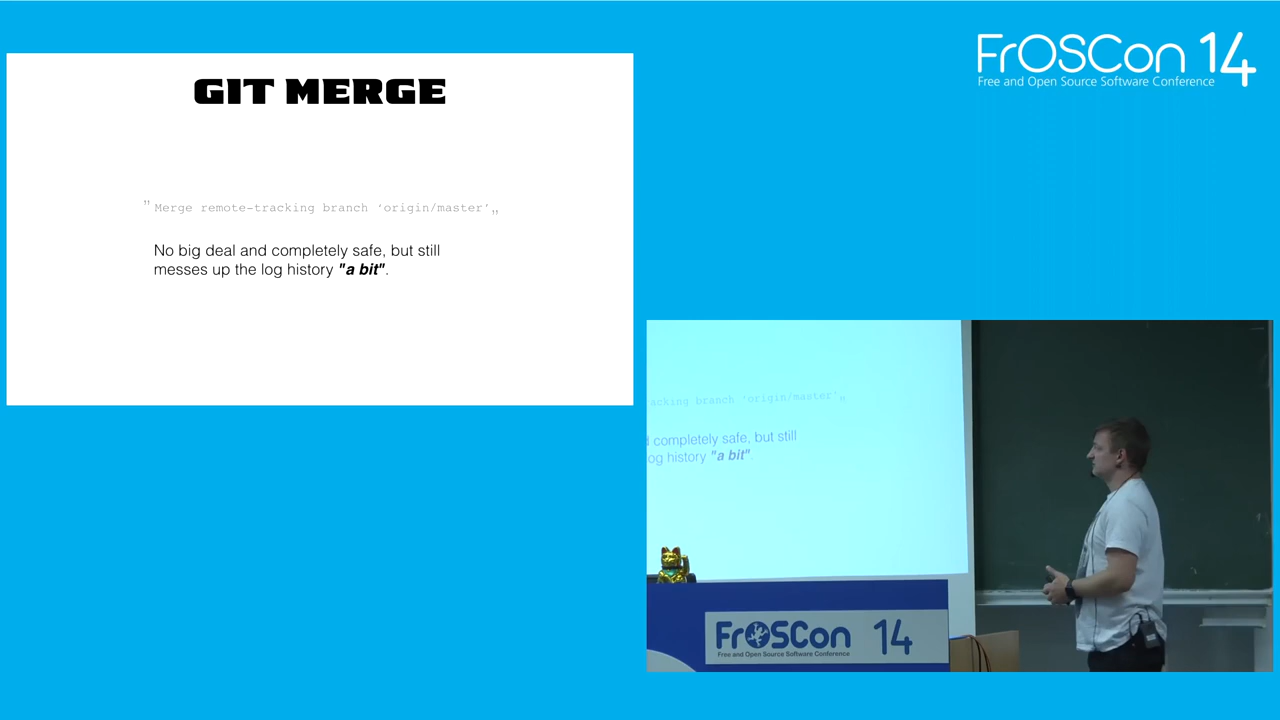 GIT MERGE
" Merge remote-tracking branch ‘origin/master’ „
No big deal and completely safe, but still
messes up the log history "a bit".
FrOSCon 14
Free and Open Source Software Conference
acking branch ‘origin/master’ „
d completely safe, but still
og history "a bit".
FrOSCon 14
Free and Open Source Software Conference